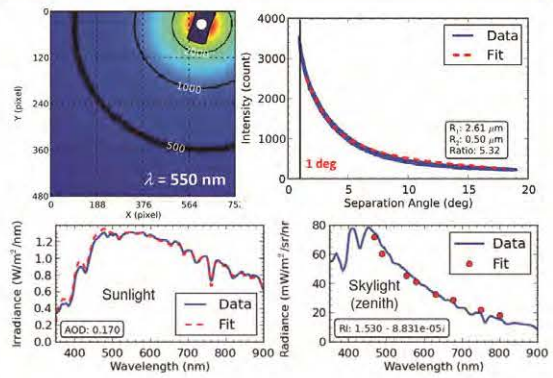 0
120
240
360
480
Y (pixel)
0
188
376
564
75
X (pixel)
1000
500
λ = 550 nm
4000
3000
2000
1000
0
Intensity (count)
0
5
10
15
20
Separation Angle (deg)
Data
Fit
R₁: 2.61 μm
R₂: 0.50 μm
Ratio: 5.32
1 deg
1.2
1.0
0.8
0.6
0.4
0.2
0.0
Irradiance (W/m²/nm)
400
500
600
700
800
900
Wavelength (nm)
Sunlight
Data
Fit
AOD: 0.170
80
60
40
20
0
Radiance (mW/m²/sr/nm)
400
500
600
700
800
900
Wavelength (nm)
Skylight
(zenith)
Data
Fit
RI: 1.530 - 8.831e-05i